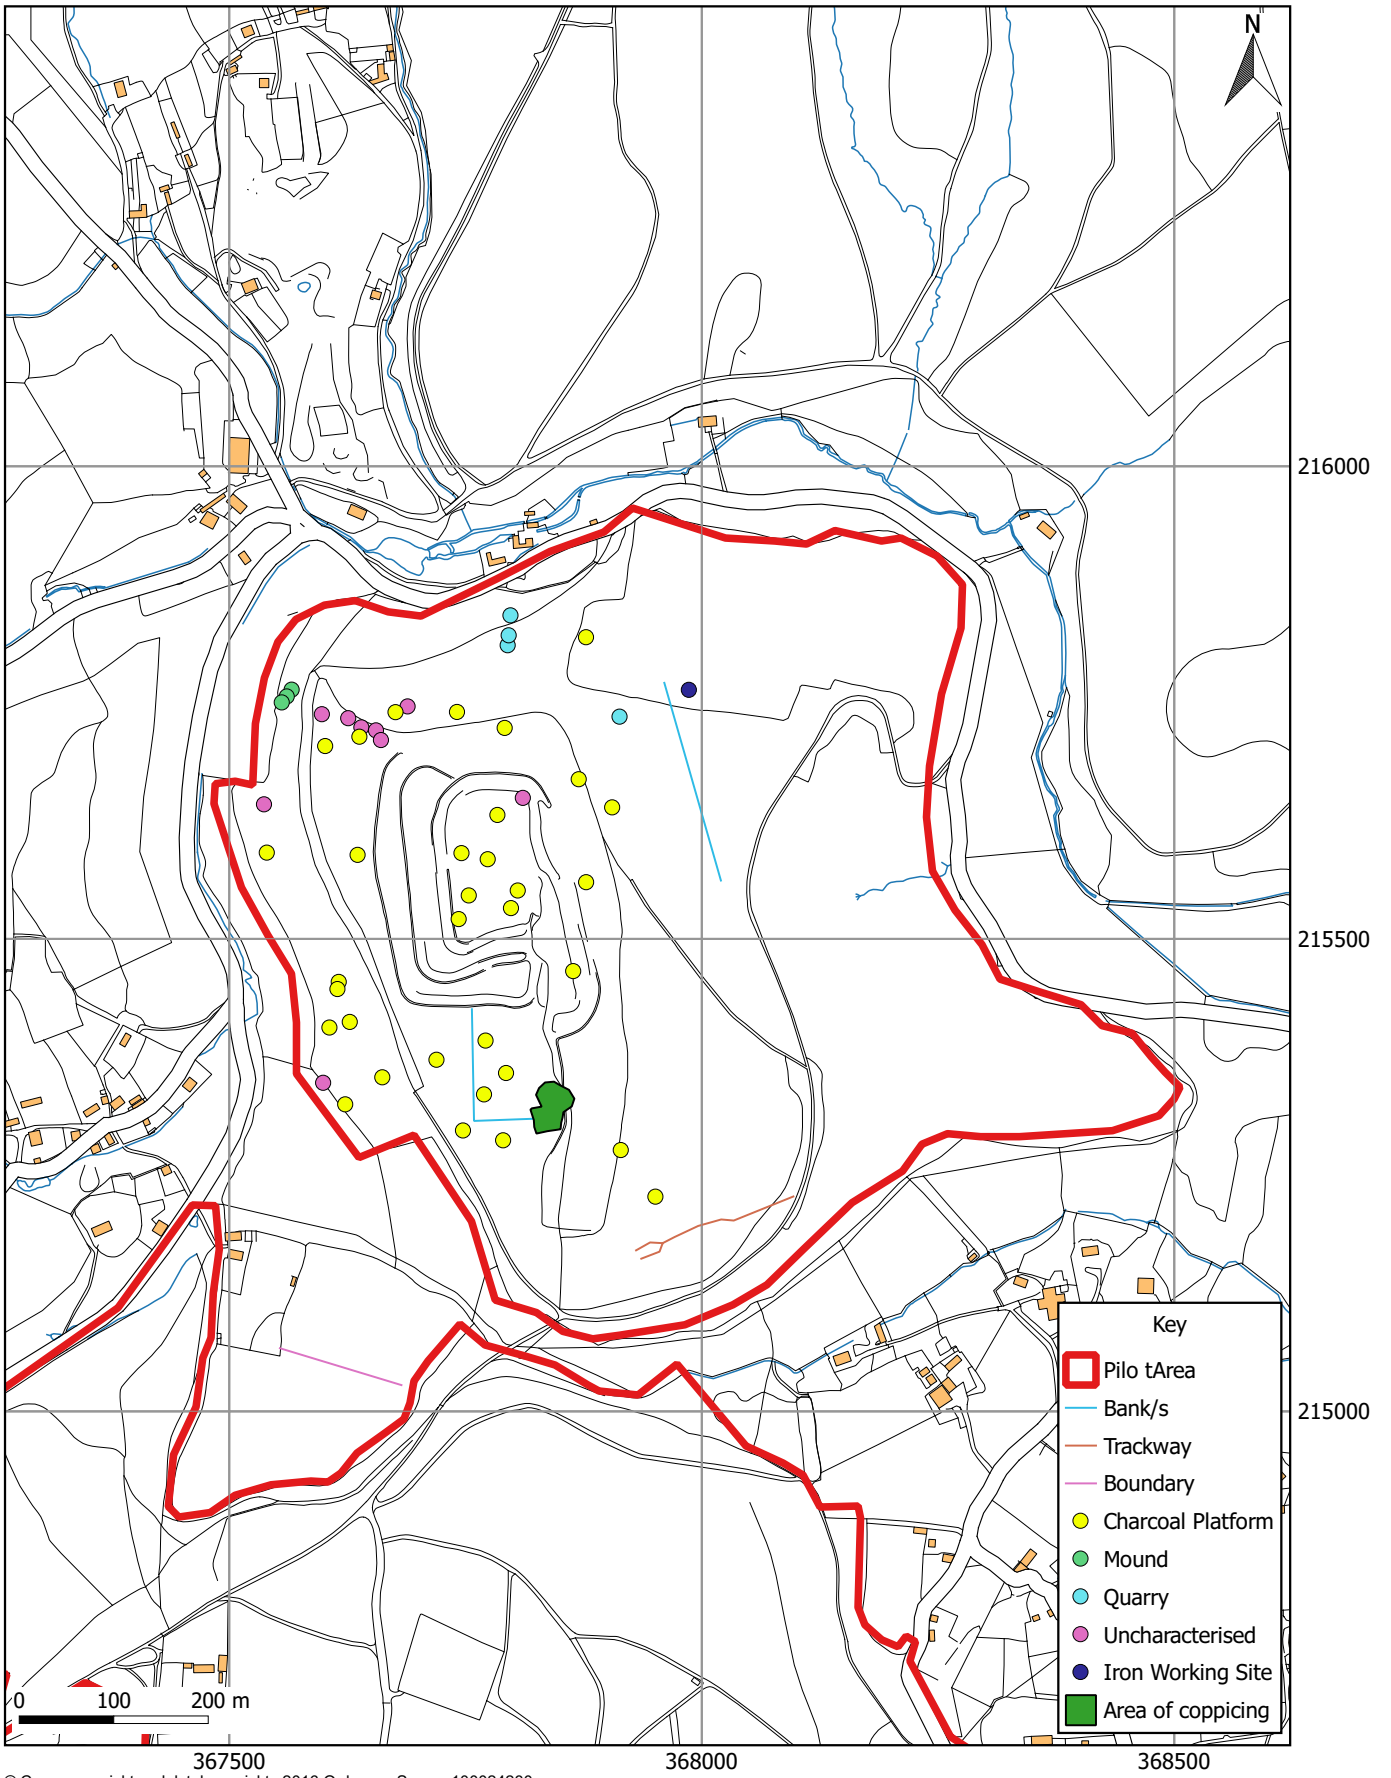 N
216000
215500
215000
Key
Pilo tArea
Bank/s
Trackway
Boundary
Charcoal Platform
Mound
Quarry
Uncharacterised
Iron Working Site
Area of coppicing
0 100 200 m
367500 368000 368500